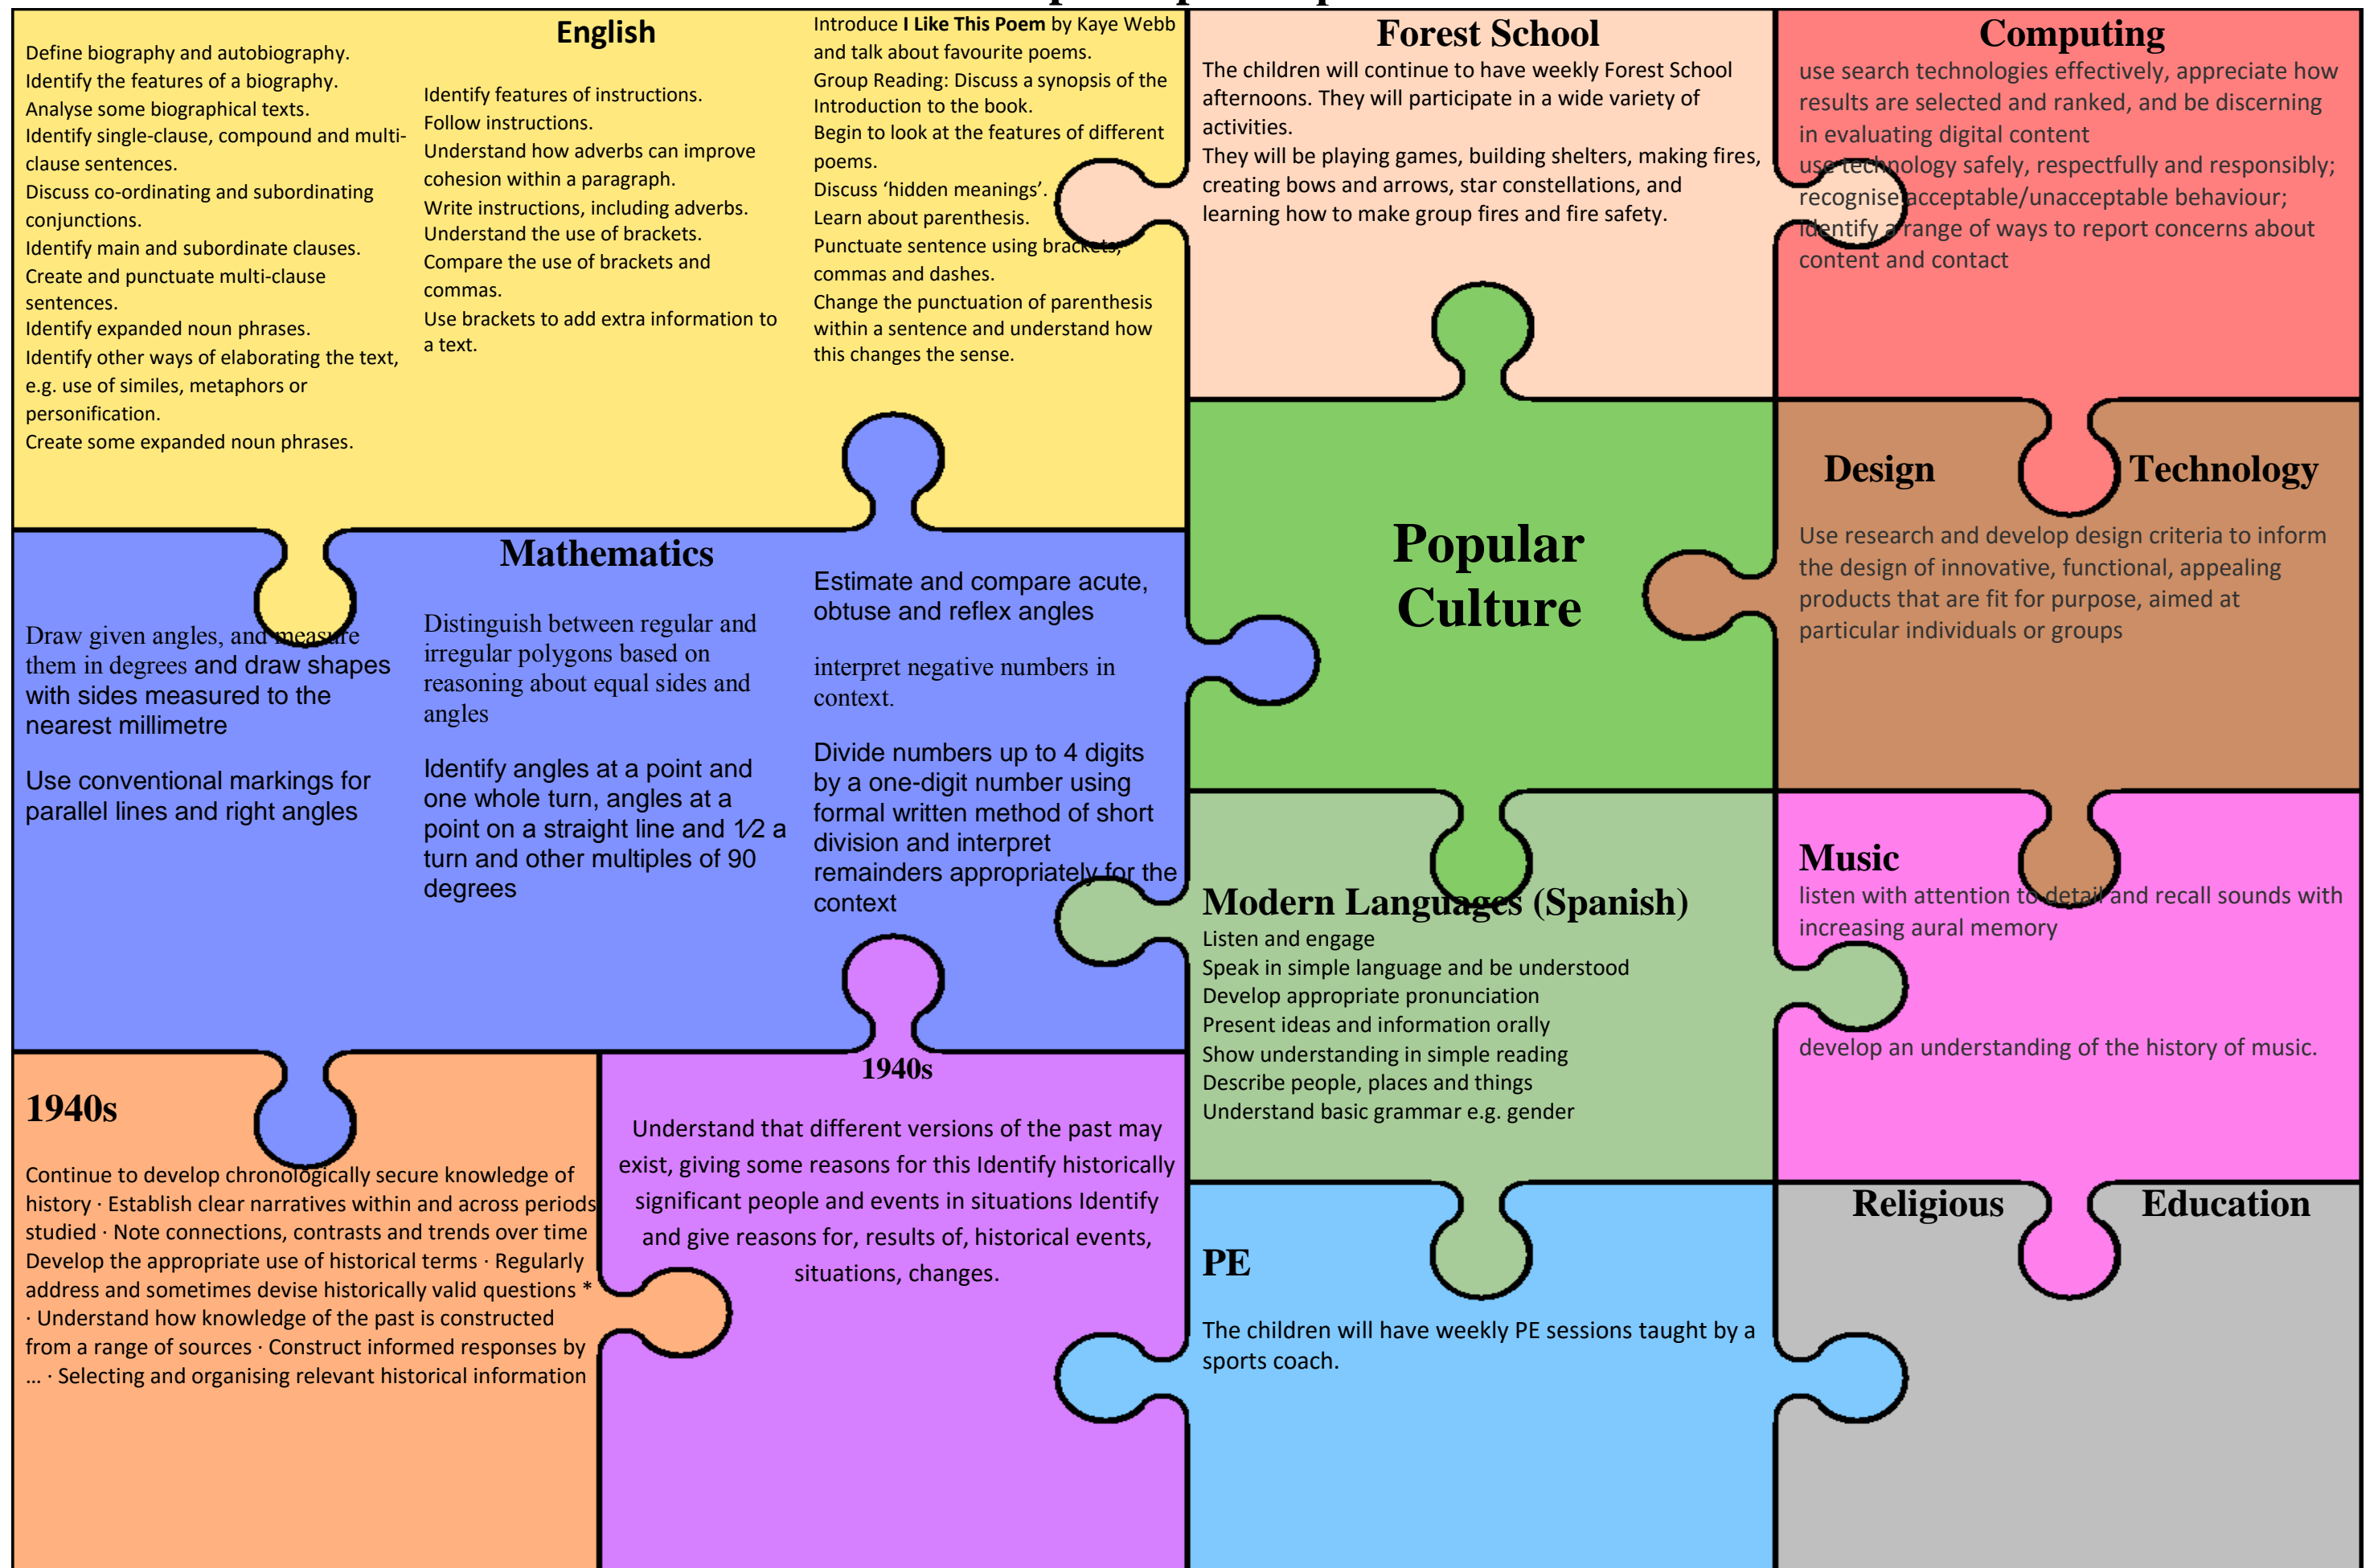 English
Define biography and autobiography.
Identify the features of a biography.
Analyse some biographical texts.
Identify single-clause, compound and multi-
clause sentences.
Discuss co-ordinating and subordinating
conjunctions.
Identify main and subordinate clauses.
Create and punctuate multi-clause
sentences.
Identify expanded noun phrases.
Identify other ways of elaborating the text,
e.g. use of similes, metaphors or
personification.
Create some expanded noun phrases.
Identify features of instructions.
Follow instructions.
Understand how adverbs can improve
cohesion within a paragraph.
Write instructions, including adverbs.
Understand the use of brackets.
Compare the use of brackets and
commas.
Use brackets to add extra information to
a text.
Introduce I Like This Poem by Kaye Webb
and talk about favourite poems.
Group Reading: Discuss a synopsis of the
Introduction to the book.
Begin to look at the features of different
poems.
Discuss ‘hidden meanings’.
Learn about parenthesis.
Punctuate sentence using brackets,
commas and dashes.
Change the punctuation of parenthesis
within a sentence and understand how
this changes the sense.
Forest School
The children will continue to have weekly Forest School
afternoons. They will participate in a wide variety of
activities.
They will be playing games, building shelters, making fires,
creating bows and arrows, star constellations, and
learning how to make group fires and fire safety.
Computing
use search technologies effectively, appreciate how
results are selected and ranked, and be discerning
in evaluating digital content
use technology safely, respectfully and responsibly;
recognise acceptable/unacceptable behaviour;
identify a range of ways to report concerns about
content and contact
Popular
Culture
Design Technology
Use research and develop design criteria to inform
the design of innovative, functional, appealing
products that are fit for purpose, aimed at
particular individuals or groups
Mathematics
Draw given angles, and measure
them in degrees and draw shapes
with sides measured to the
nearest millimetre
Use conventional markings for
parallel lines and right angles
Distinguish between regular and
irregular polygons based on
reasoning about equal sides and
angles
Identify angles at a point and
one whole turn, angles at a
point on a straight line and 1⁄2 a
turn and other multiples of 90
degrees
Estimate and compare acute,
obtuse and reflex angles
interpret negative numbers in
context.
Divide numbers up to 4 digits
by a one-digit number using
formal written method of short
division and interpret
remainders appropriately for the
context
Modern Languages (Spanish)
Listen and engage
Speak in simple language and be understood
Develop appropriate pronunciation
Present ideas and information orally
Show understanding in simple reading
Describe people, places and things
Understand basic grammar e.g. gender
Music
listen with attention to detail and recall sounds with
increasing aural memory
develop an understanding of the history of music.
1940s
Continue to develop chronologically secure knowledge of
history · Establish clear narratives within and across periods
studied · Note connections, contrasts and trends over time
Develop the appropriate use of historical terms · Regularly
address and sometimes devise historically valid questions *
· Understand how knowledge of the past is constructed
from a range of sources · Construct informed responses by
... · Selecting and organising relevant historical information
1940s
Understand that different versions of the past may
exist, giving some reasons for this Identify historically
significant people and events in situations Identify
and give reasons for, results of, historical events,
situations, changes.
PE
The children will have weekly PE sessions taught by a
sports coach.
Religious Education